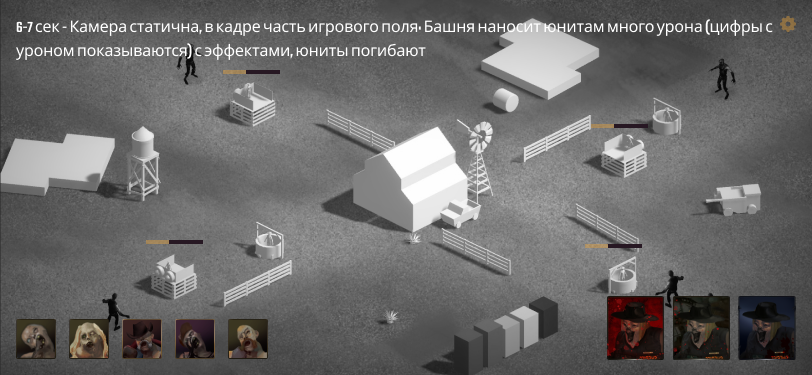 6-7 сек - Камера статична, в кадре часть игрового поля. Башня наносит юнитам много урона (цифры с
уроном показываются) с эффектами, юниты погибают